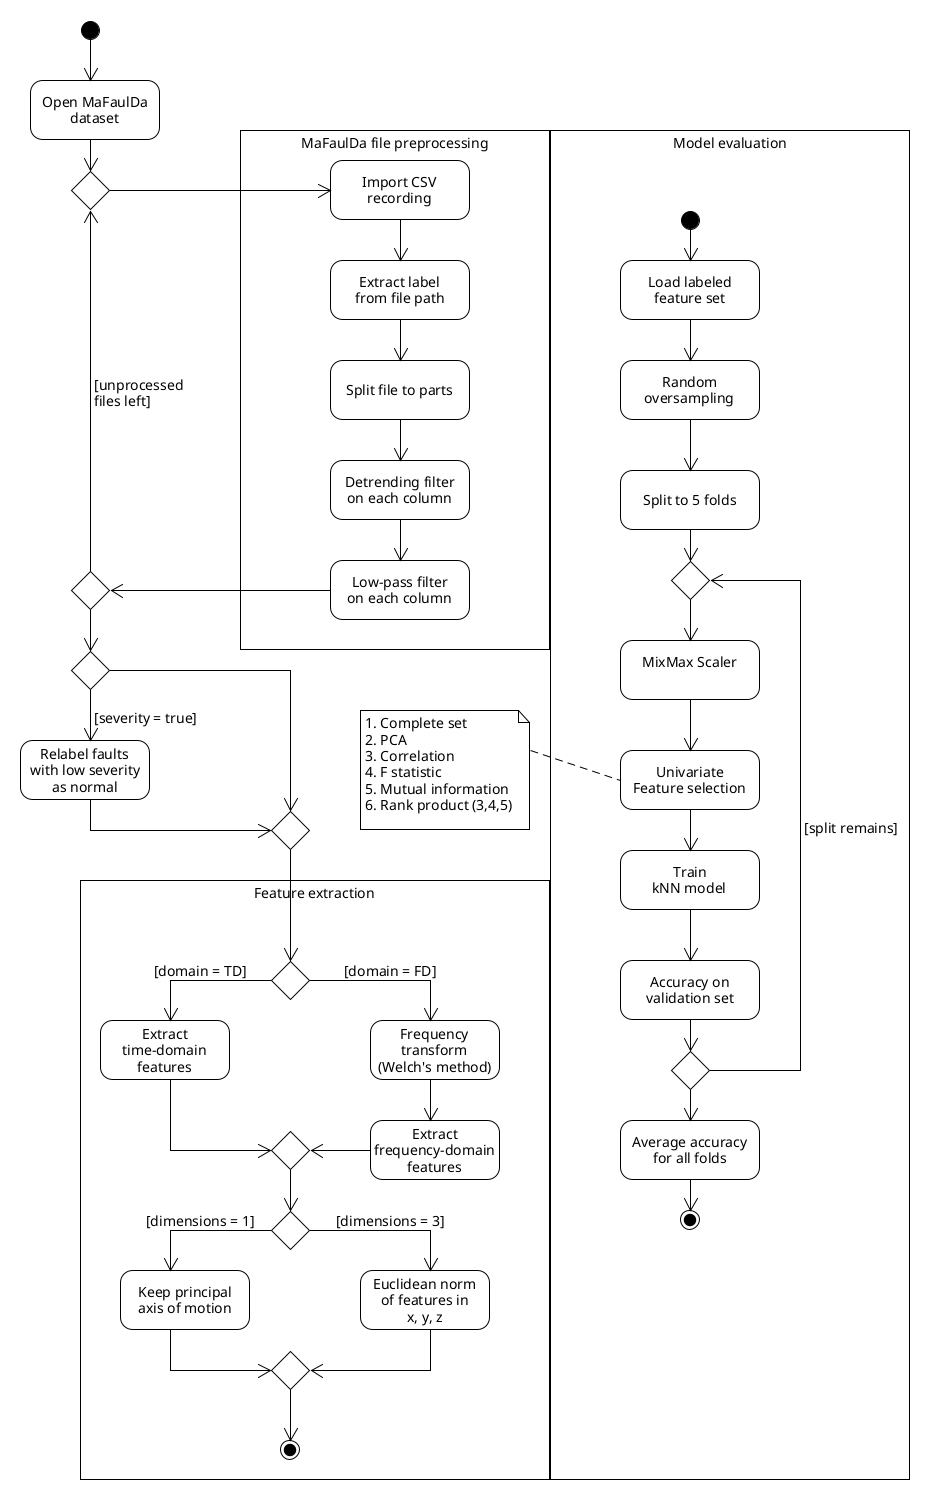 Open MaFaulDa
dataset
MaFaulDa file preprocessing
Import CSV
recording
Extract label
from file path
Split file to parts
Detrending filter
on each column
Low-pass filter
on each column
[unprocessed
files left]
[severity = true]
Relabel faults
with low severity
as normal
Feature extraction
[domain = TD]
[domain = FD]
Extract
time-domain
features
Frequency
transform
(Welch's method)
Extract
frequency-domain
features
[dimensions = 1]
[dimensions = 3]
Keep principal
axis of motion
Euclidean norm
of features in
x, y, z
Model evaluation
Load labeled
feature set
Random
oversampling
Split to 5 folds
MixMax Scaler
1. Complete set
2. PCA
3. Correlation
4. F statistic
5. Mutual information
6. Rank product (3,4,5)
Univariate
Feature selection
[split remains]
Train
kNN model
Accuracy on
validation set
Average accuracy
for all folds